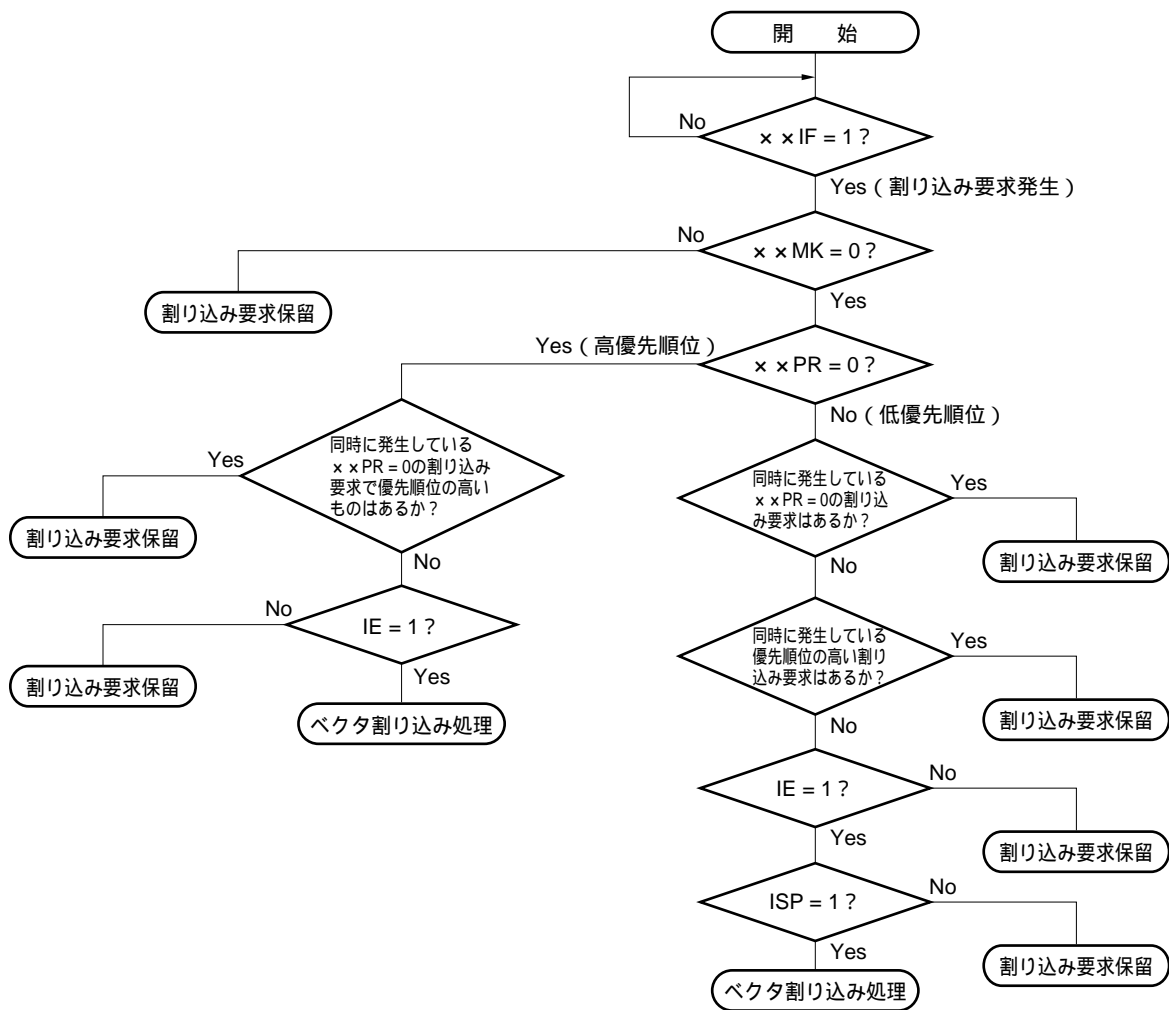 開　始
No
××IF = 1？
Yes（割り込み要求発生）
No
××MK = 0？
割り込み要求保留
Yes
Yes（高優先順位）
××PR = 0？
No（低優先順位）
Yes
同時に発生している
××PR = 0の割り込み
要求で優先順位の高い
ものはあるか？
同時に発生している
××PR = 0の割り込
み要求はあるか？
Yes
割り込み要求保留
割り込み要求保留
No
No
No
IE = 1？
同時に発生している
優先順位の高い割り
込み要求はあるか？
Yes
割り込み要求保留
Yes
ベクタ割り込み処理
割り込み要求保留
No
IE = 1？
No
割り込み要求保留
Yes
ISP = 1？
No
割り込み要求保留
Yes
ベクタ割り込み処理